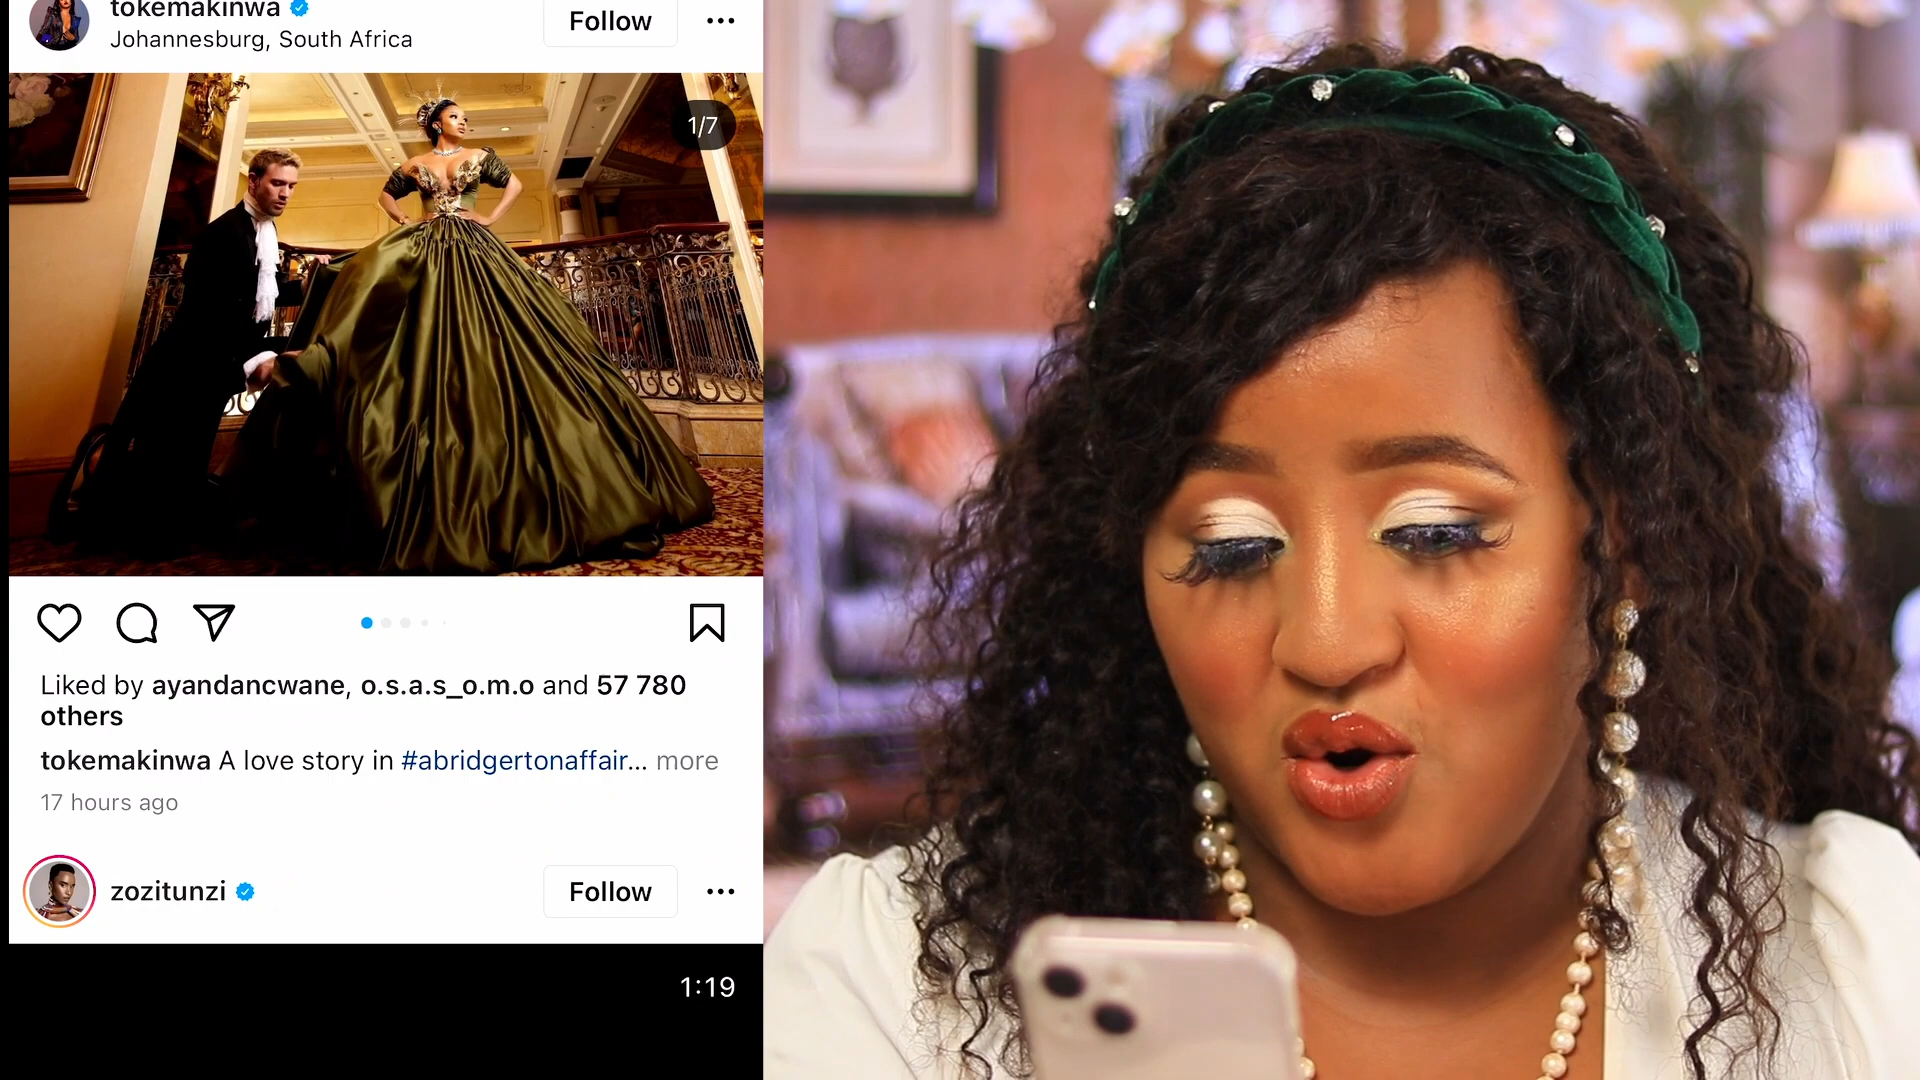 tokemakinwa
Johannesburg, South Africa
Follow
1/7
Liked by ayandancwane, o.s.a.s_o.m.o and 57 780
others
tokemakinwa A love story in #abridgertonaffair... more
17 hours ago
zozitunzi
Follow
1:19